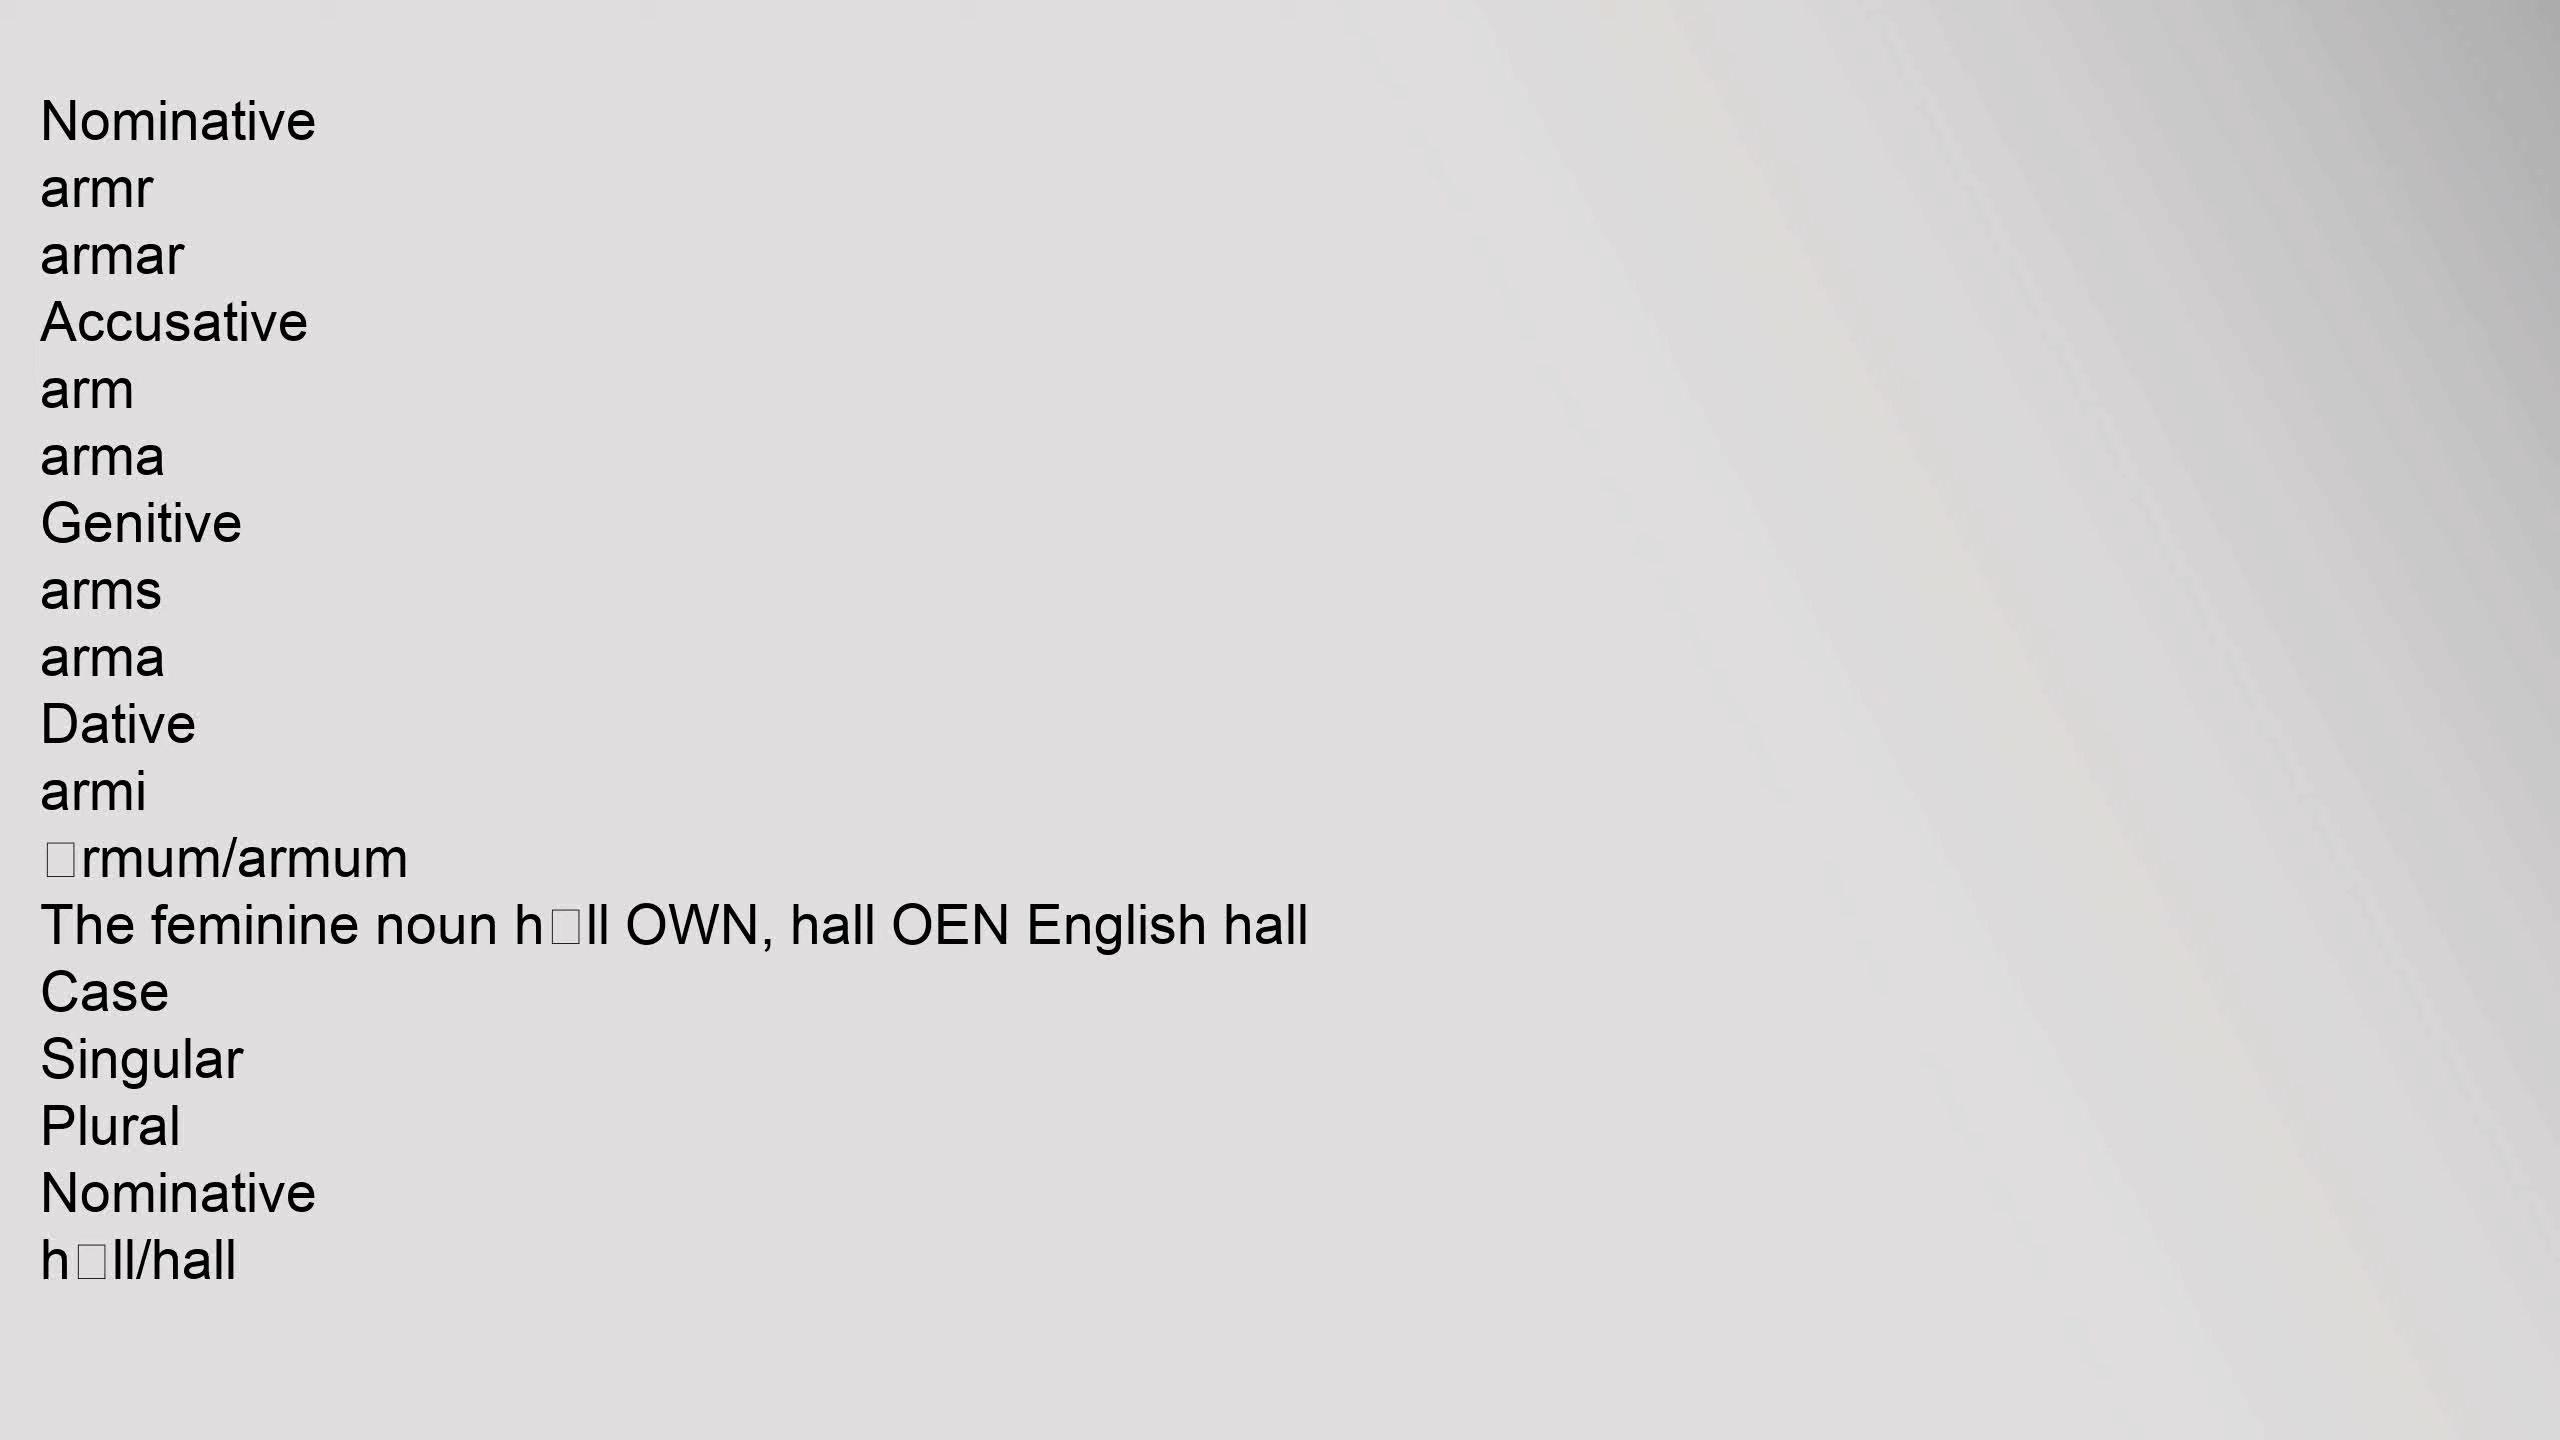 Nominative
armr
armar
Accusative
arm
arma
Genitive
arms
arma
Dative
armi
□rmum/armum
The feminine noun h□ll OWN, hall OEN English hall
Case
Singular
Plural
Nominative
h□ll/hall